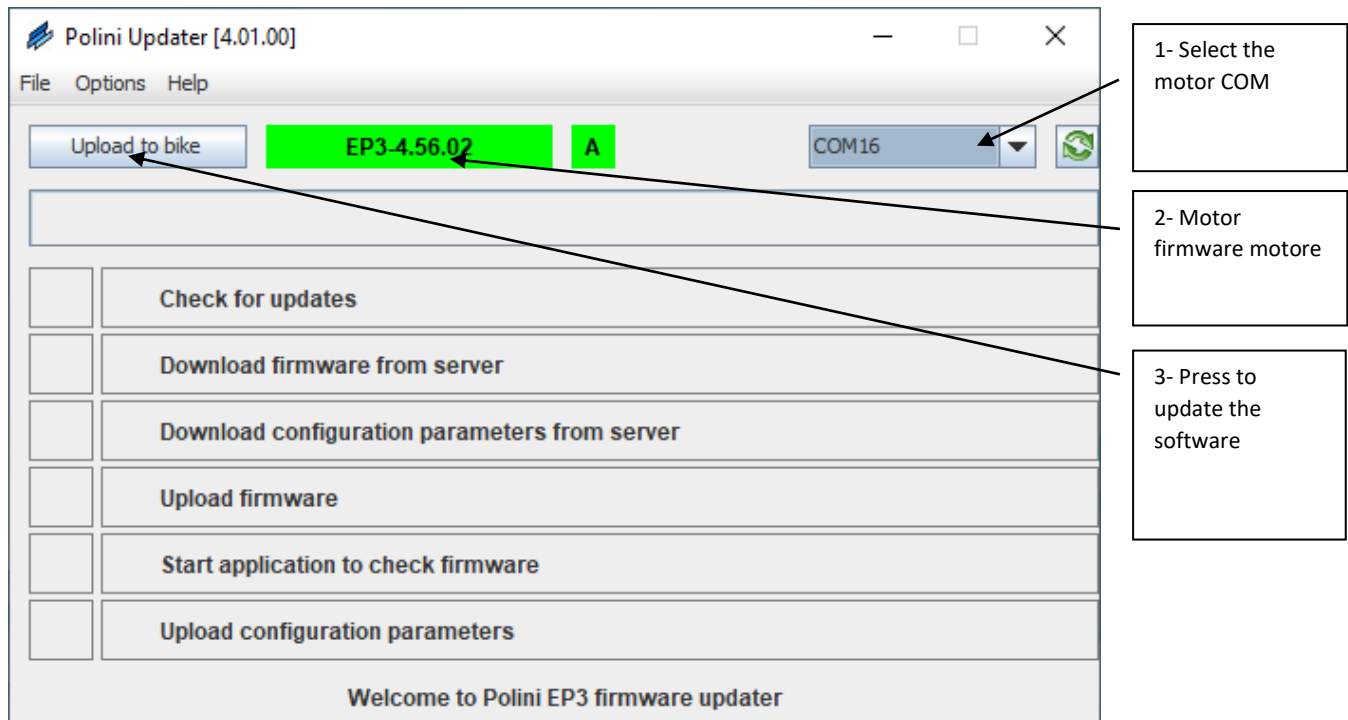 Polini Updater [4.01.00]
File Options Help
Upload to bike
EP3-4.56.02
A
COM16
Check for updates
Download firmware from server
Download configuration parameters from server
Upload firmware
Start application to check firmware
Upload configuration parameters
Welcome to Polini EP3 firmware updater
1- Select the
motor COM
2- Motor
firmware motore
3- Press to
update the
software